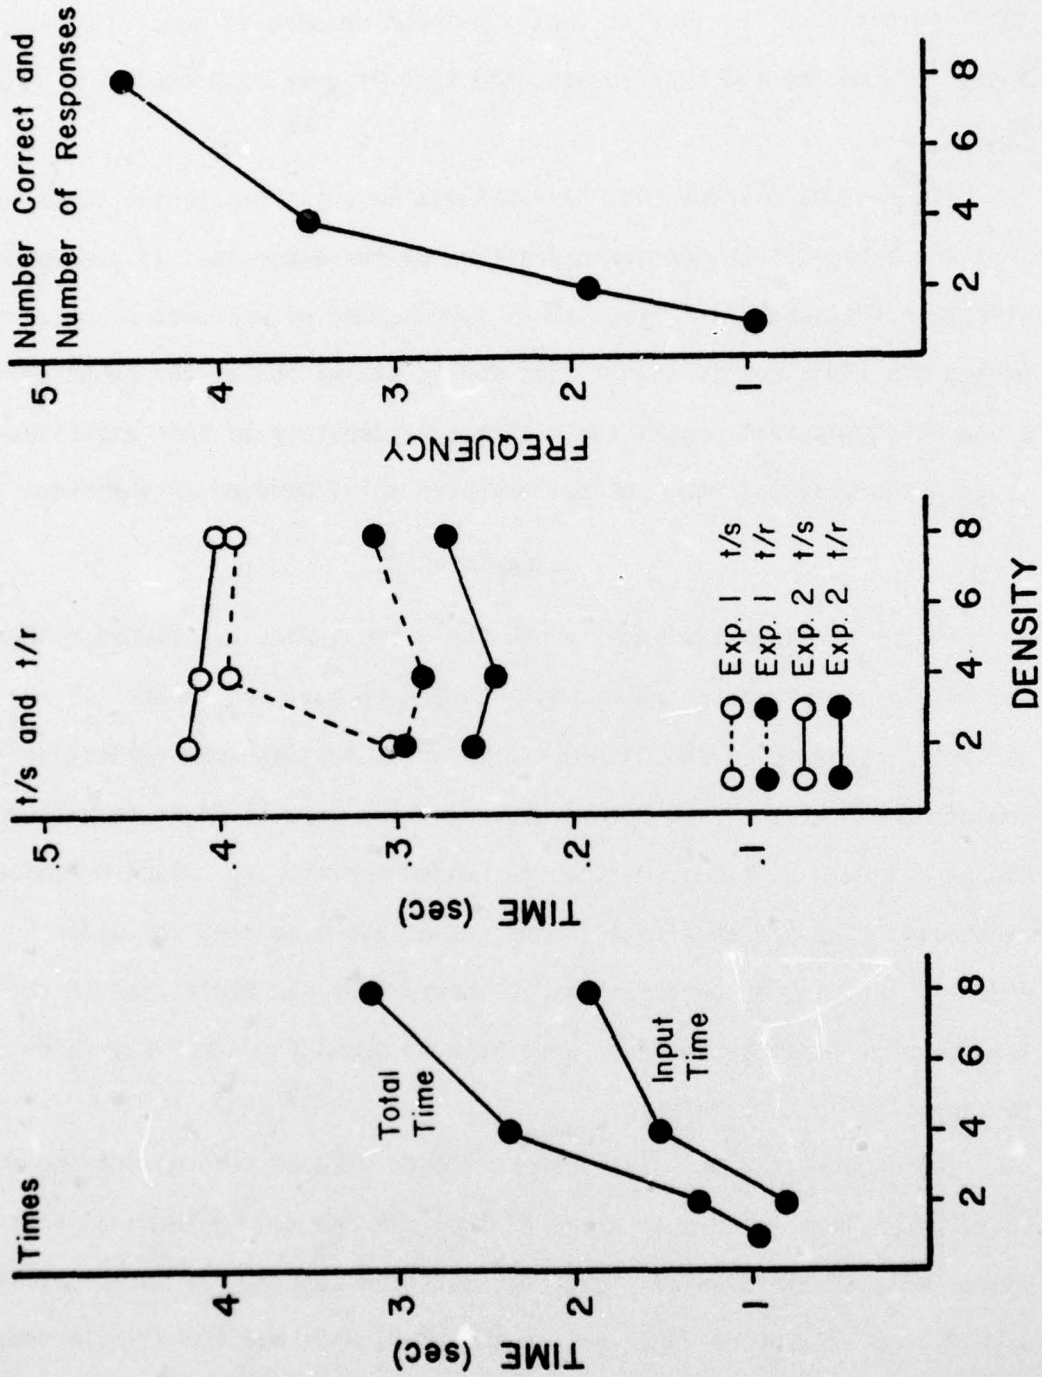 Times
TIME (sec)
4
3
2
1
Total
Time
Input
Time
2 4 6 8
t/s and t/r
TIME (sec)
.5
.4
.3
.2
.1
Exp. 1 t/s
Exp. 1 t/r
Exp. 2 t/s
Exp. 2 t/r
2 4 6 8
DENSITY
Number Correct and
Number of Responses
FREQUENCY
5
4
3
2
1
2 4 6 8